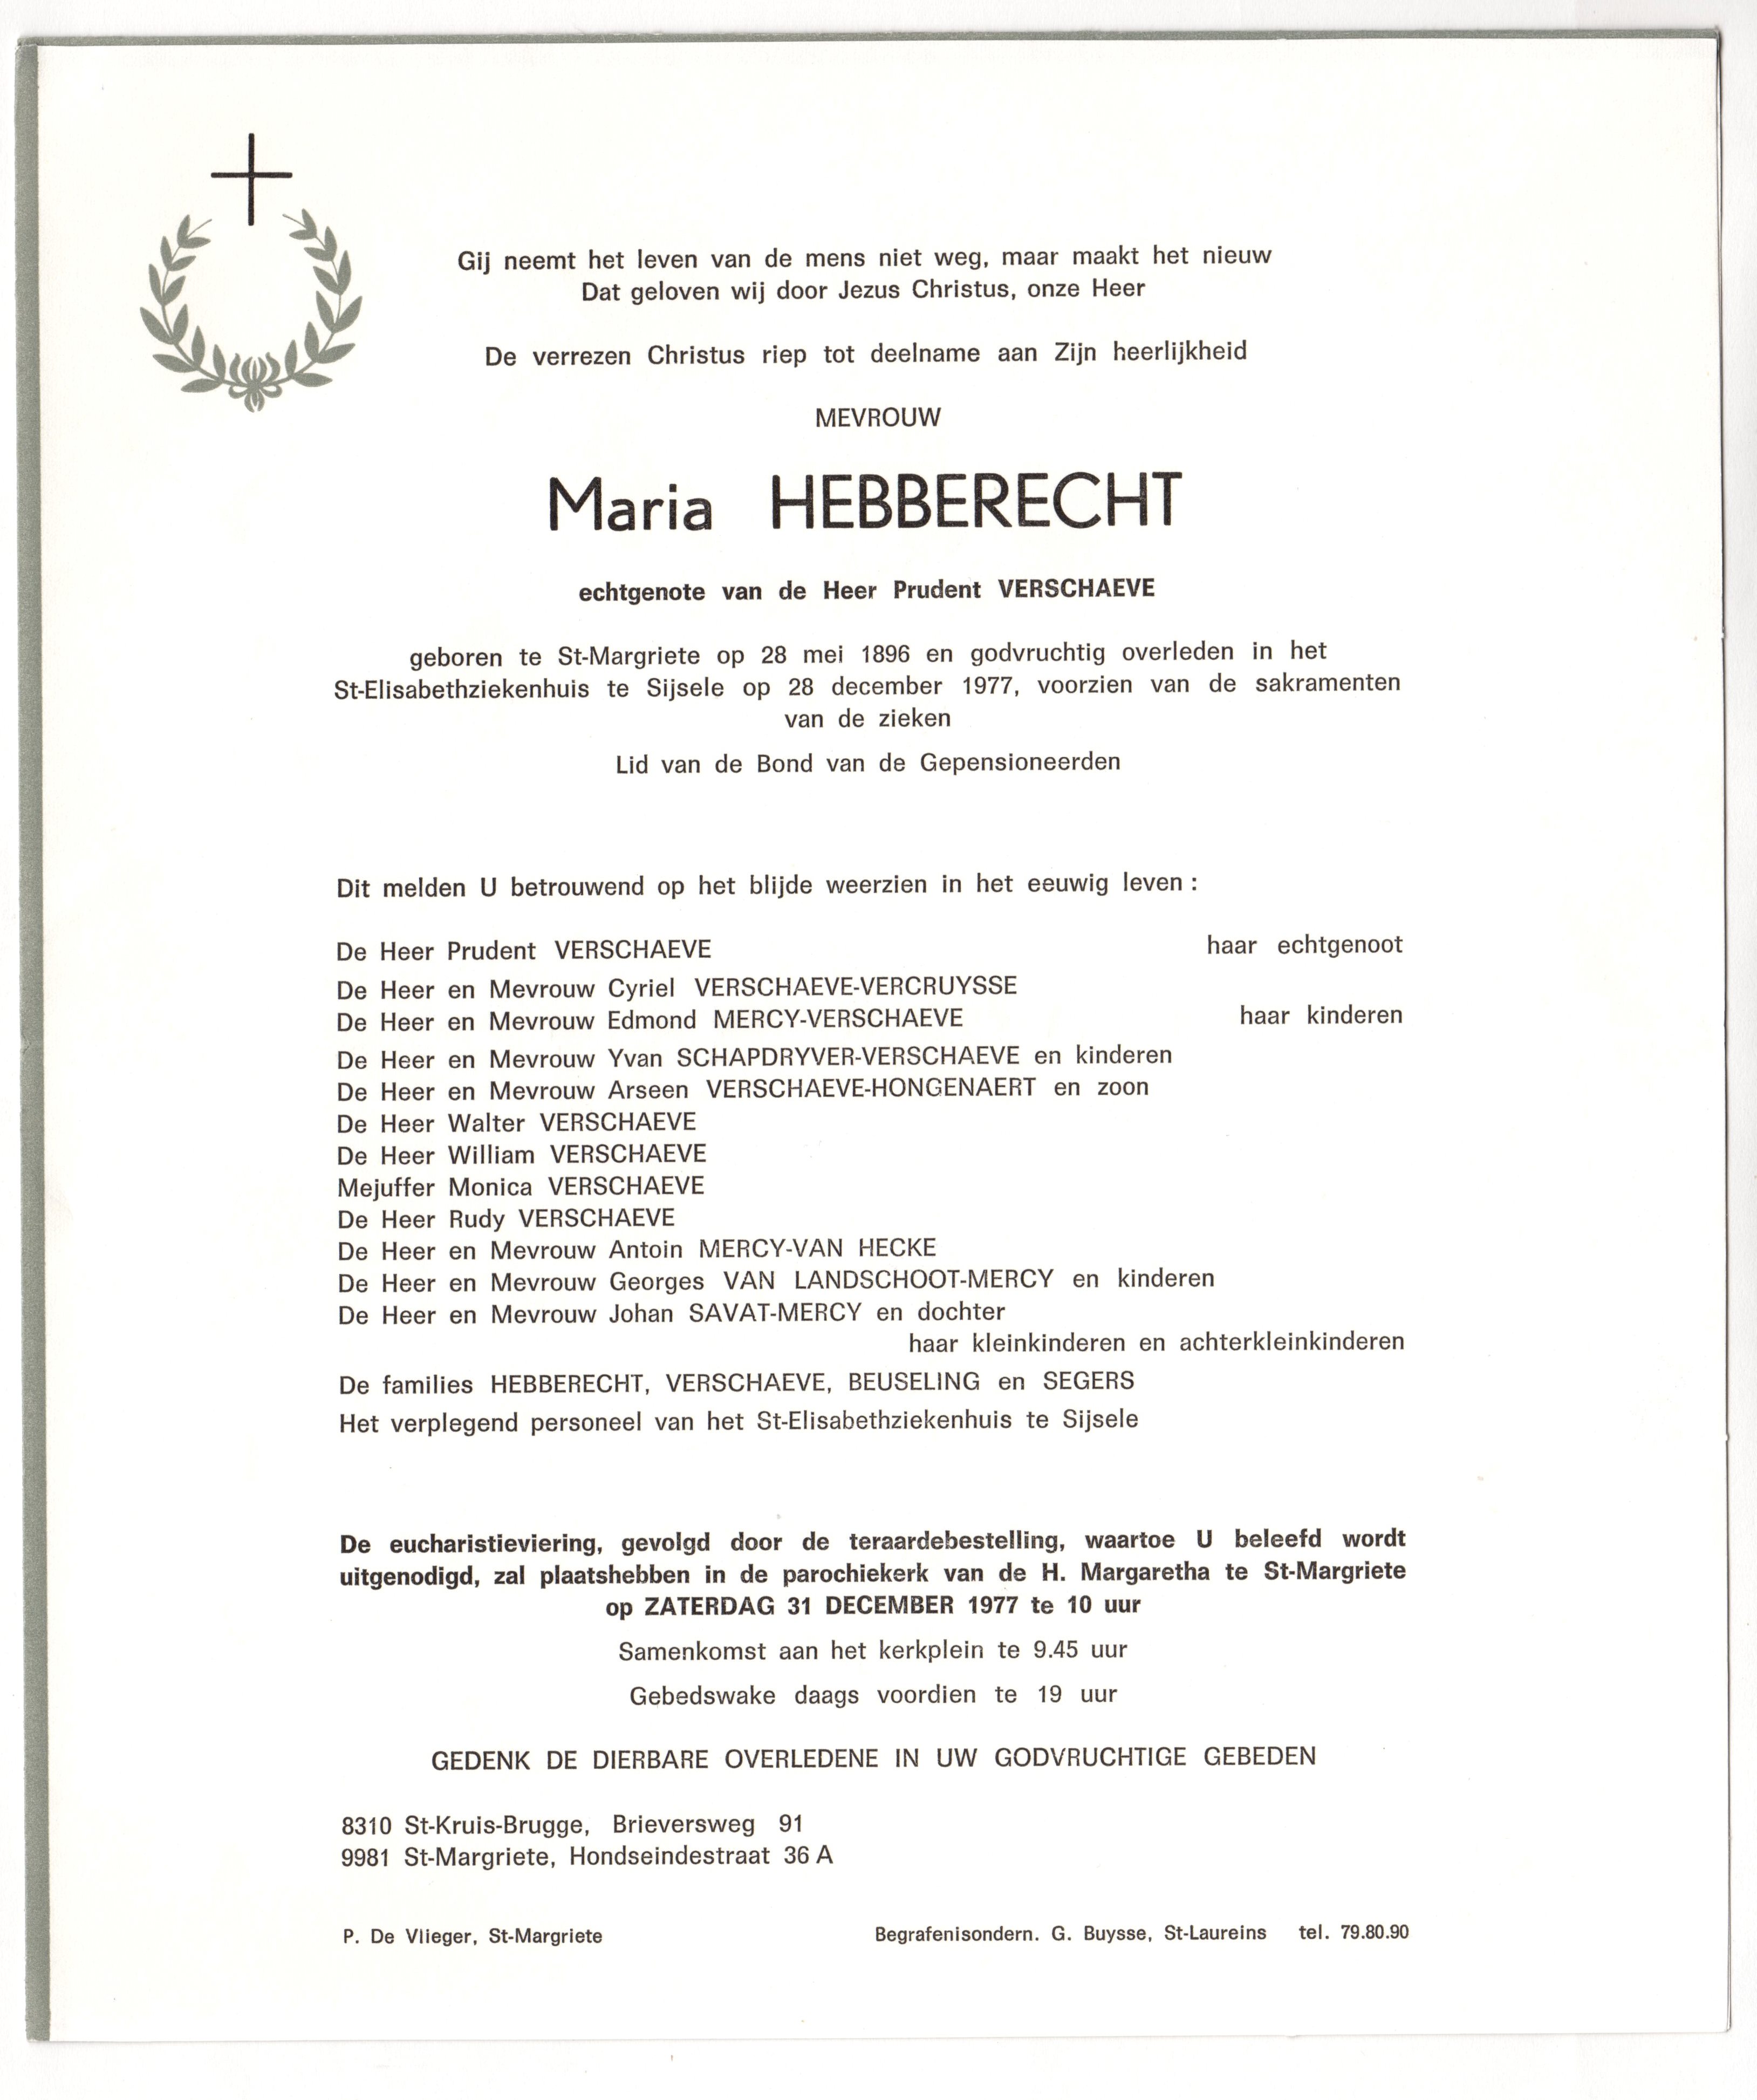 Gij neemt het leven van de mens niet weg, maar maakt het nieuw
Dat geloven wij door Jezus Christus, onze Heer
De verrezen Christus riep tot deelname aan Zijn heerlijkheid
MEVROUW
Maria HEBBERECHT
echtgenote van de Heer Prudent VERSCHAEVE
geboren te St-Margriete op 28 mei 1896 en godvruchtig overleden in het
St-Elisabethziekenhuis te Sijsele op 28 december 1977, voorzien van de sakramenten
van de zieken
Lid van de Bond van de Gepensioneerden
Dit melden U betrouwend op het blijde weerzien in het eeuwig leven :
De Heer Prudent VERSCHAEVE haar echtgenoot
De Heer en Mevrouw Cyriel VERSCHAEVE-VERCRUYSSE
De Heer en Mevrouw Edmond MERCY-VERSCHAEVE haar kinderen
De Heer en Mevrouw Yvan SCHAPDRYVER-VERSCHAEVE en kinderen
De Heer en Mevrouw Arseen VERSCHAEVE-HONGENAERT en zoon
De Heer Walter VERSCHAEVE
De Heer William VERSCHAEVE
Mejuffer Monica VERSCHAEVE
De Heer Rudy VERSCHAEVE
De Heer en Mevrouw Antoin MERCY-VAN HECKE
De Heer en Mevrouw Georges VAN LANDSCHOOT-MERCY en kinderen
De Heer en Mevrouw Johan SAVAT-MERCY en dochter
haar kleinkinderen en achterkleinkinderen
De families HEBBERECHT, VERSCHAEVE, BEUSELING en SEGERS
Het verplegend personeel van het St-Elisabethziekenhuis te Sijsele
De eucharistieviering, gevolgd door de teraardebestelling, waartoe U beleefd wordt
uitgenodigd, zal plaatshebben in de parochiekerk van de H. Margaretha te St-Margriete
op ZATERDAG 31 DECEMBER 1977 te 10 uur
Samenkomst aan het kerkplein te 9.45 uur
Gebedswake daags voordien te 19 uur
GEDENK DE DIERBARE OVERLEDENE IN UW GODVRUCHTIGE GEBEDEN
8310 St-Kruis-Brugge, Brieversweg 91
9981 St-Margriete, Hondseindestraat 36 A
P. De Vlieger, St-Margriete Begrafenisondern. G. Buysse, St-Laureins tel. 79.80.90